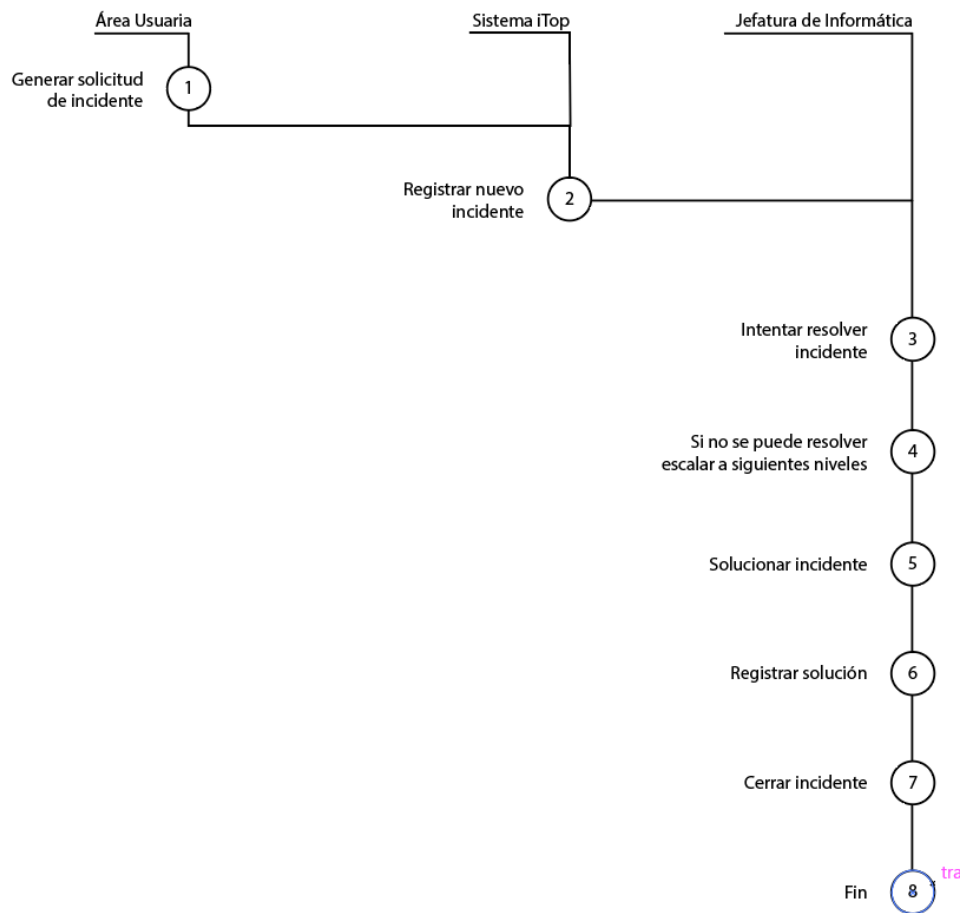 Área Usuaria
Sistema iTop
Jefatura de Informática
Generar solicitud
de incidente
1
Registrar nuevo
incidente
2
Intentar resolver
incidente
3
Si no se puede resolver
escalar a siguientes niveles
4
Solucionar incidente
5
Registrar solución
6
Cerrar incidente
7
Fin
8